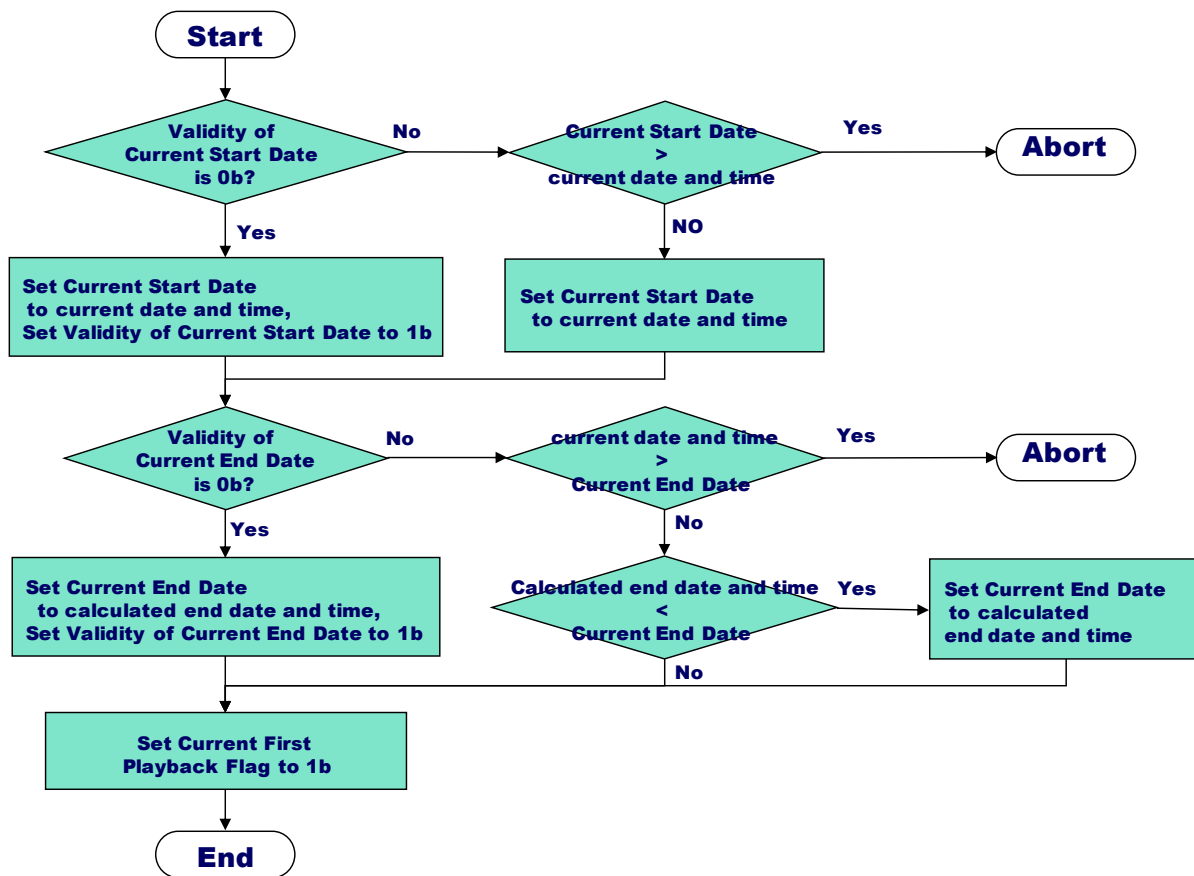 Start
Validity of
Current Start Date
is 0b?
No
Current Start Date
>
current date and time
Yes
Abort
Yes
NO
Set Current Start Date
to current date and time,
Set Validity of Current Start Date to 1b
Set Current Start Date
to current date and time
Validity of
Current End Date
is 0b?
No
current date and time
>
Current End Date
Yes
Abort
Yes
No
Set Current End Date
to calculated end date and time,
Set Validity of Current End Date to 1b
Calculated end date and time
<
Current End Date
Yes
Set Current End Date
to calculated
end date and time
No
Set Current First
Playback Flag to 1b
End